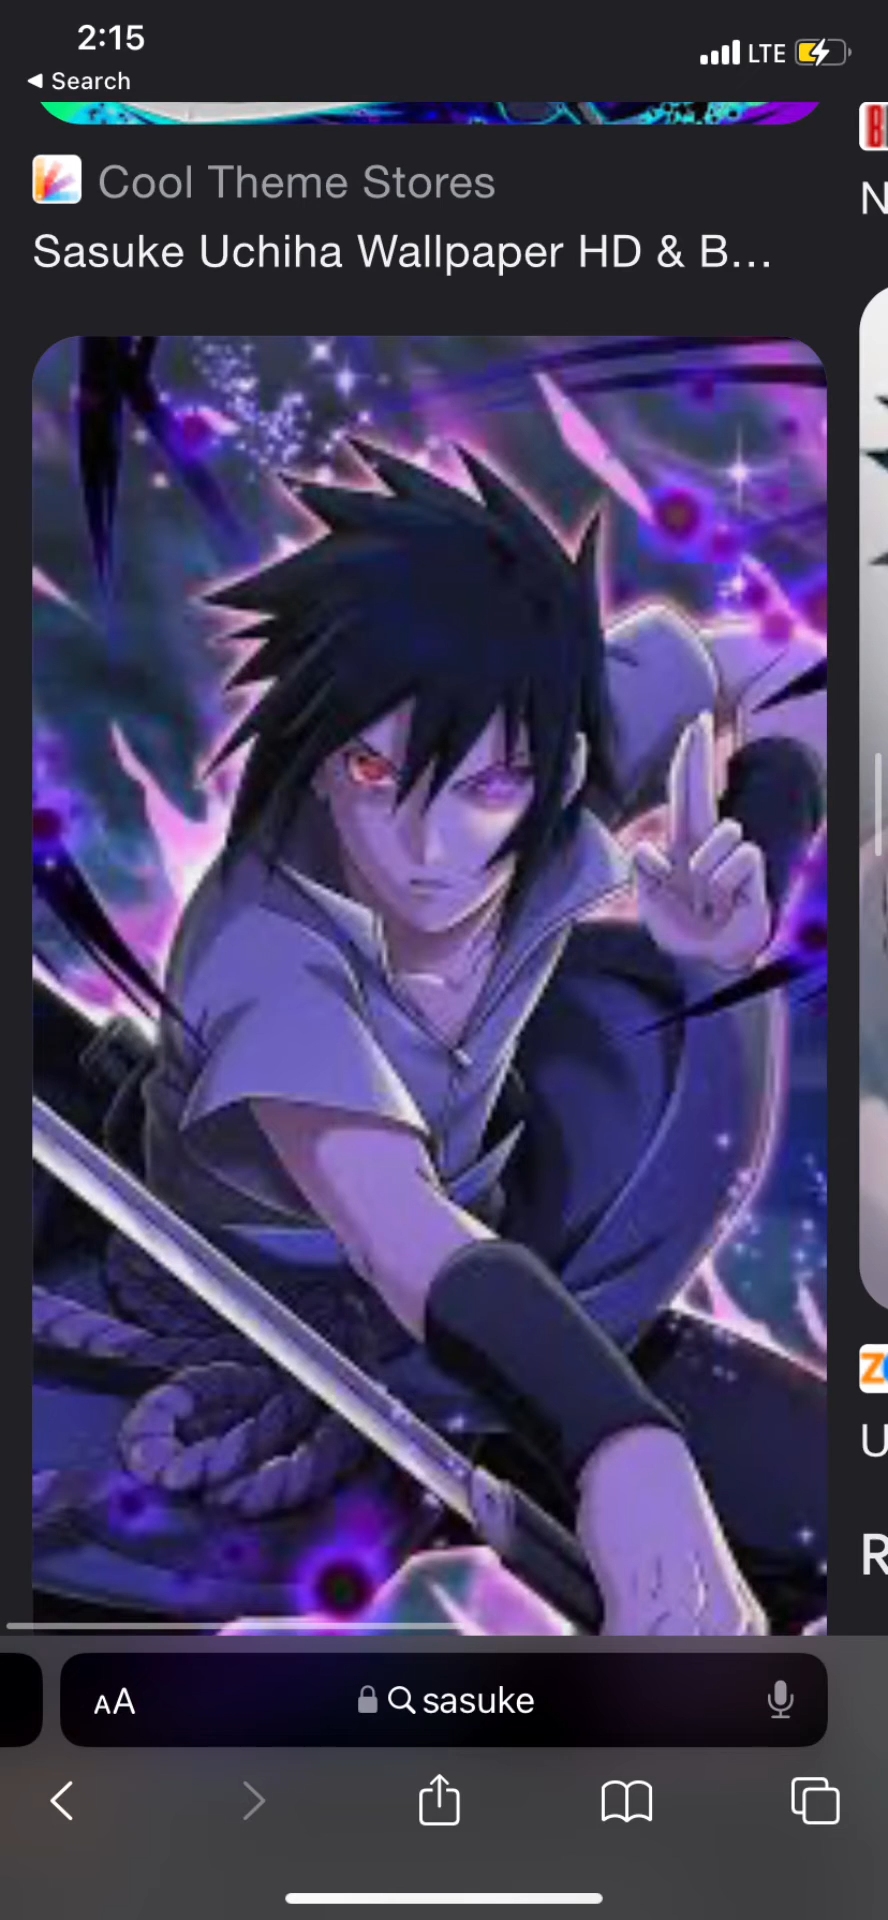 2:15
LTE
◀ Search
Cool Theme Stores
Sasuke Uchiha Wallpaper HD & B...
B
N
Z
U
R
AA
sasuke